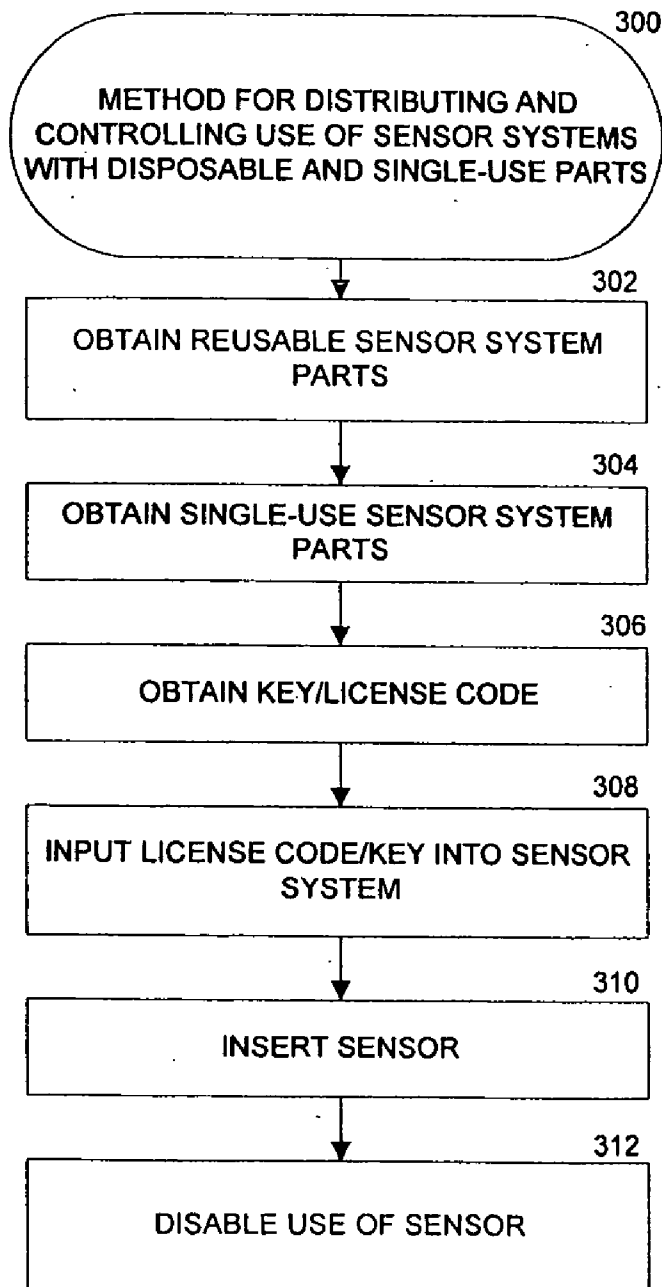 300
METHOD FOR DISTRIBUTING AND
CONTROLLING USE OF SENSOR SYSTEMS
WITH DISPOSABLE AND SINGLE-USE PARTS
302
OBTAIN REUSABLE SENSOR SYSTEM
PARTS
304
OBTAIN SINGLE-USE SENSOR SYSTEM
PARTS
306
OBTAIN KEY/LICENSE CODE
308
INPUT LICENSE CODE/KEY INTO SENSOR
SYSTEM
310
INSERT SENSOR
312
DISABLE USE OF SENSOR